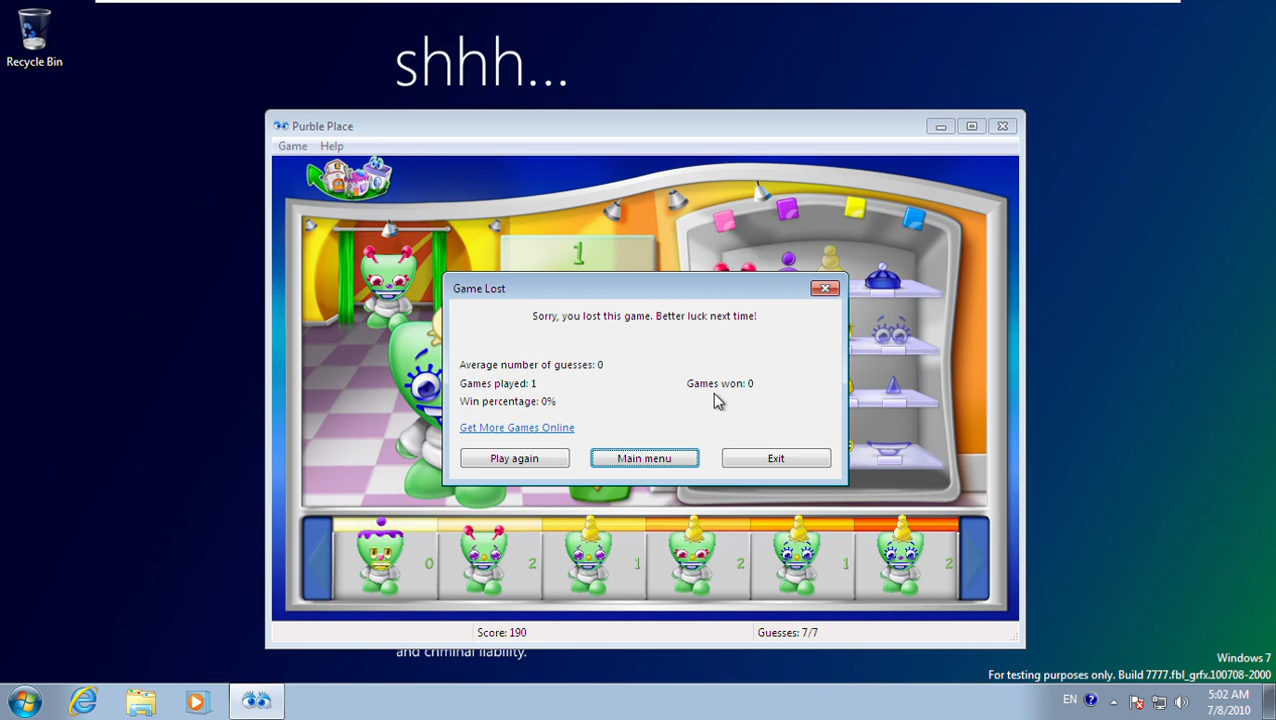 Recycle Bin
shhh...
Purble Place
Game Help
1
Game Lost
Sorry, you lost this game. Better luck next time!
Average number of guesses: 0
Games played: 1
Games won: 0
Win percentage: 0%
Get More Games Online
Play again
Main menu
Exit
0
2
1
2
1
2
Score: 190
Guesses: 7/7
and criminal liability.
Windows 7
For testing purposes only. Build 7777.fbl_grfx.100708-2000
EN
5:02 AM
7/8/2010